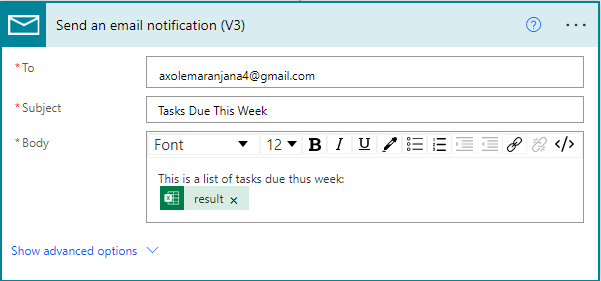 Send an email notification (V3)
* To
axolemaranjana4@gmail.com
* Subject
Tasks Due This Week
* Body
Font 12 B I U </>
This is a list of tasks due thus week:
result ×
Show advanced options